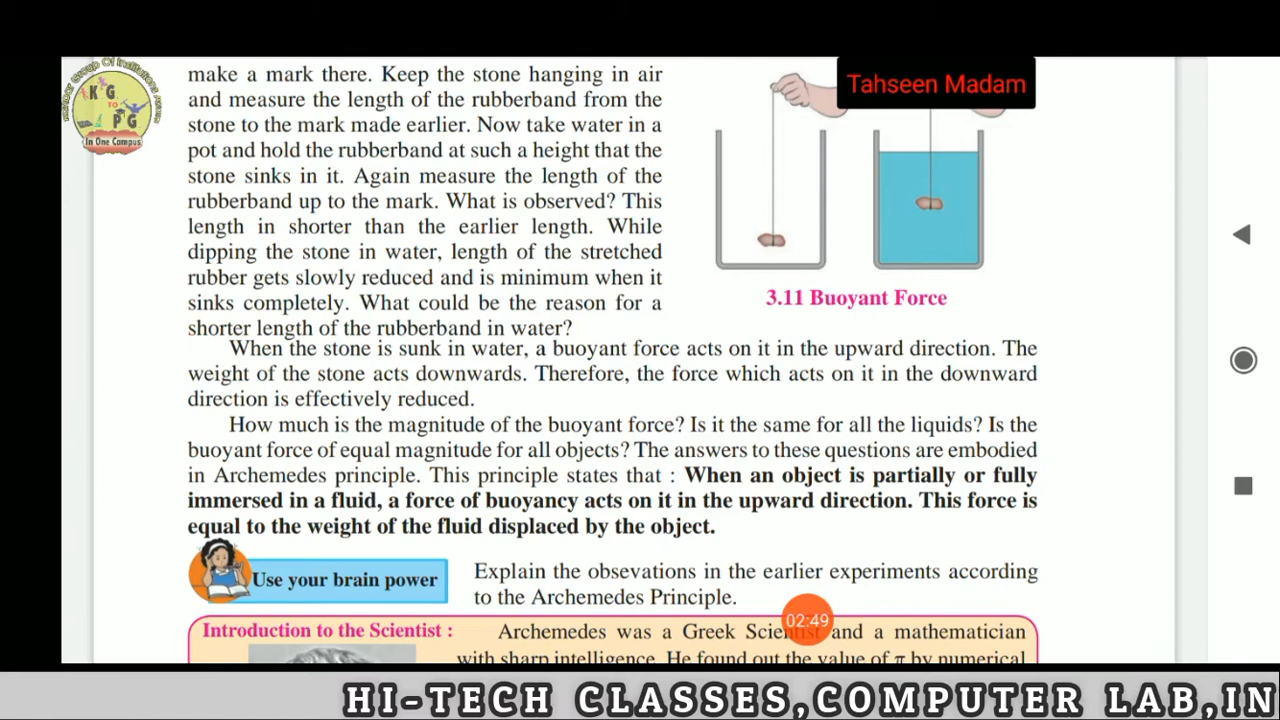 make a mark there. Keep the stone hanging in air
and measure the length of the rubberband from the
stone to the mark made earlier. Now take water in a
pot and hold the rubberband at such a height that the
stone sinks in it. Again measure the length of the
rubberband up to the mark. What is observed? This
length in shorter than the earlier length. While
dipping the stone in water, length of the stretched
rubber gets slowly reduced and is minimum when it
sinks completely. What could be the reason for a
shorter length of the rubberband in water?
Tahseen Madam
3.11 Buoyant Force
When the stone is sunk in water, a buoyant force acts on it in the upward direction. The
weight of the stone acts downwards. Therefore, the force which acts on it in the downward
direction is effectively reduced.
How much is the magnitude of the buoyant force? Is it the same for all the liquids? Is the
buoyant force of equal magnitude for all objects? The answers to these questions are embodied
in Archemedes principle. This principle states that : When an object is partially or fully
immersed in a fluid, a force of buoyancy acts on it in the upward direction. This force is
equal to the weight of the fluid displaced by the object.
Use your brain power
Explain the obsevations in the earlier experiments according
to the Archemedes Principle.
02:49
Introduction to the Scientist :
Archemedes was a Greek Scientist and a mathematician
with sharp intelligence. He found out the value of π by numerical
KG
TO
PG
In One Campus
HI-TECH CLASSES,COMPUTER LAB,IN